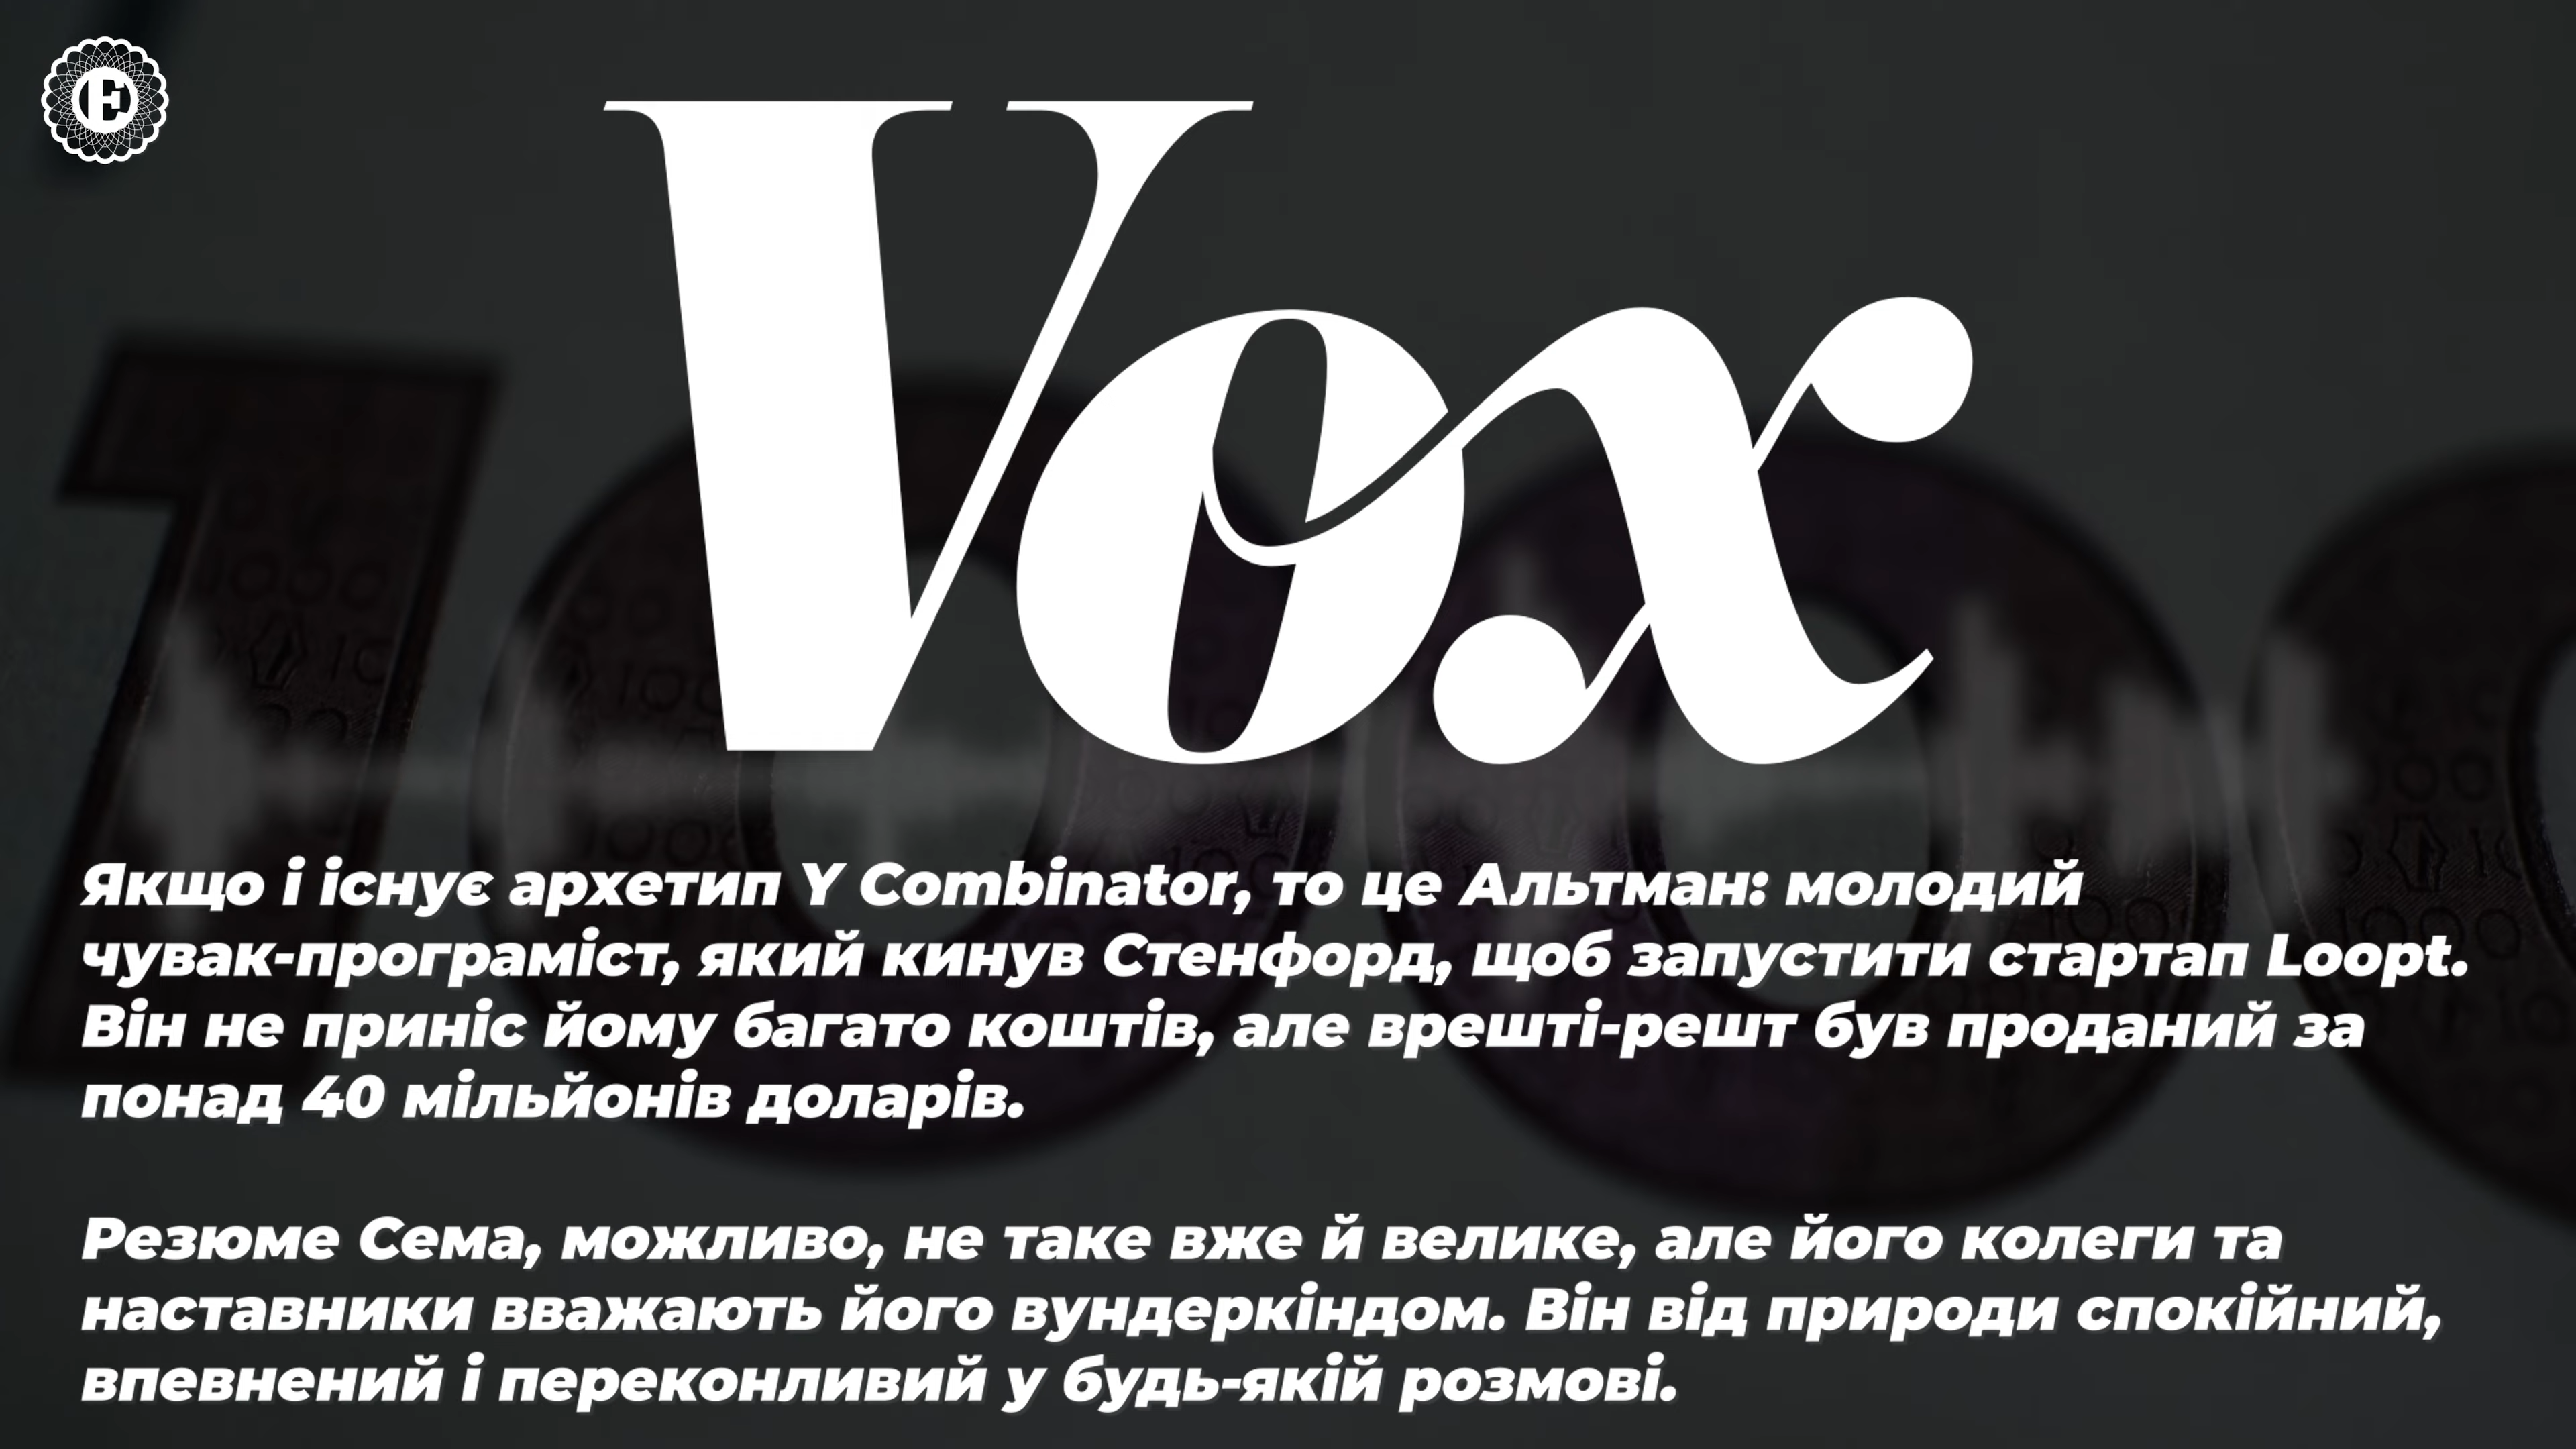 E
Vox
Якщо і існує архетип Y Combinator, то це Альтман: молодий
чувак-програміст, який кинув Стенфорд, щоб запустити стартап Loopt.
Він не приніс йому багато коштів, але врешті-решт був проданий за
понад 40 мільйонів доларів.
Резюме Сема, можливо, не таке вже й велике, але його колеги та
наставники вважають його вундеркіндом. Він від природи спокійний,
впевнений і переконливий у будь-якій розмові.